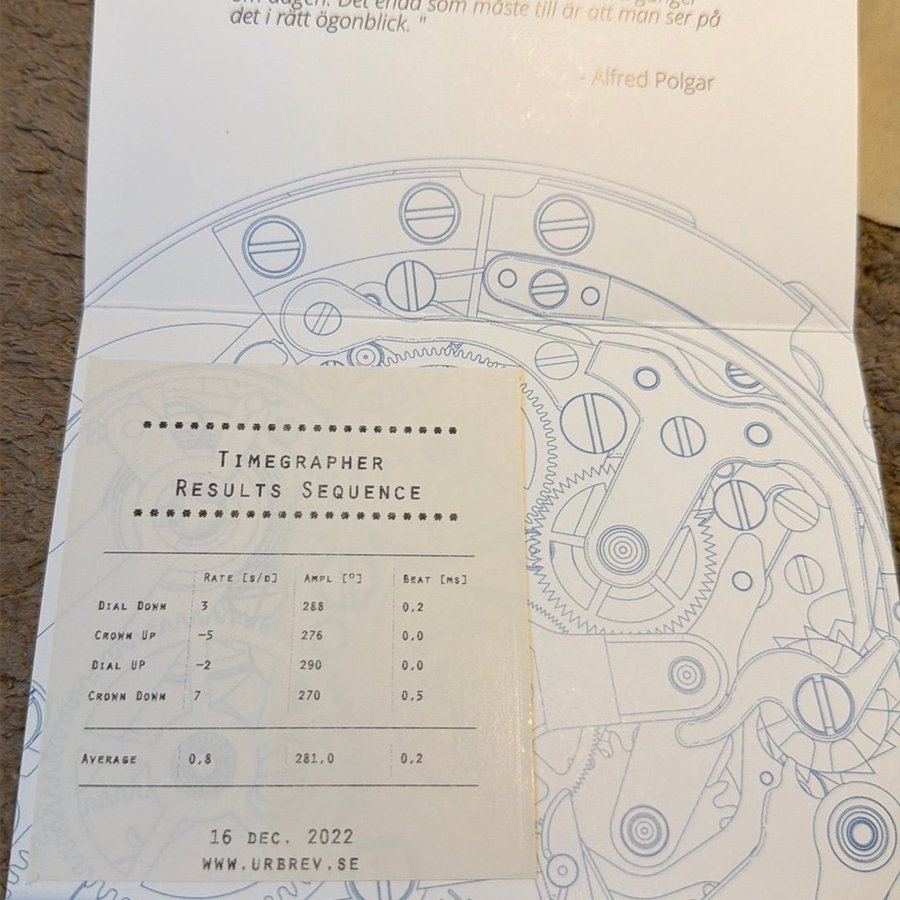 om dagen. Det enda som måste till är att man ser på
det i rätt ögonblick. "
- Alfred Polgar
*********************
TIMEGRAPHER
RESULTS SEQUENCE
*********************
RATE [S/D] AMPL [°] BEAT [MS]
DIAL DOWN 3 288 0.2
CROWN UP -5 276 0.0
DIAL UP -2 290 0.0
CROWN DOWN 7 270 0.5
AVERAGE 0.8 281.0 0.2
16 DEC. 2022
WWW.URBREV.SE